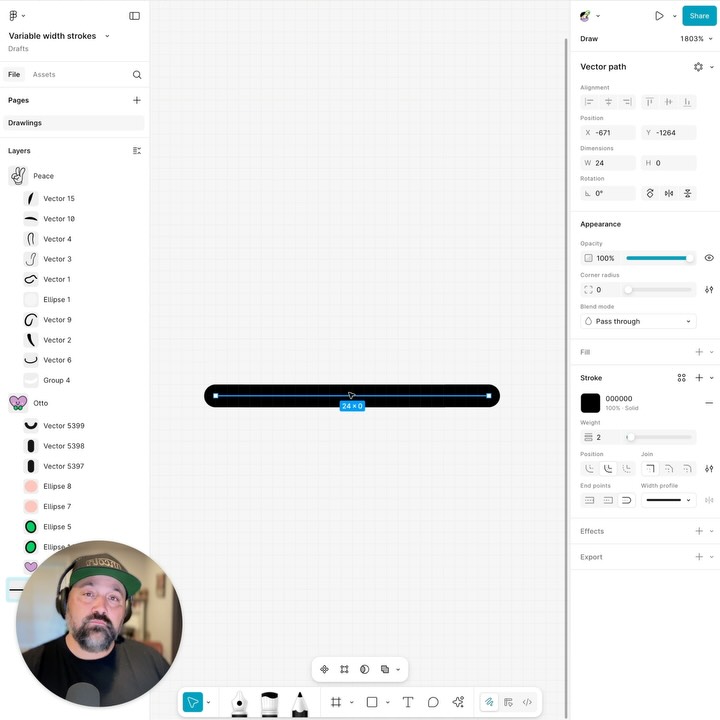 Variable width strokes
Drafts
File
Assets
Pages
Drawlings
Layers
Peace
Vector 15
Vector 10
Vector 4
Vector 3
Vector 1
Ellipse 1
Vector 9
Vector 2
Vector 6
Group 4
Otto
Vector 5399
Vector 5398
Vector 5397
Ellipse 8
Ellipse 7
Ellipse 5
24 × 0
Share
Draw
1803%
Vector path
Alignment
Position
X -671
Y -1264
Dimensions
W 24
H 0
Rotation
0°
Appearance
Opacity
100%
Corner radius
0
Blend mode
Pass through
Fill
Stroke
000000
100% · Solid
Weight
2
Position
Join
End points
Width profile
Effects
Export